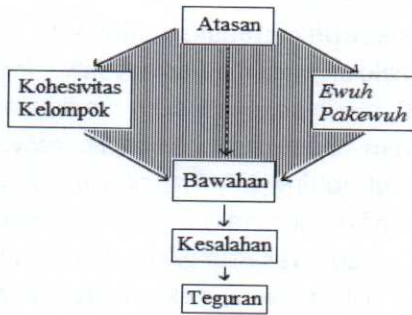 Atasan
Kohesivitas
Kelompok
Ewuh
Pakewuh
Bawahan
Kesalahan
Teguran